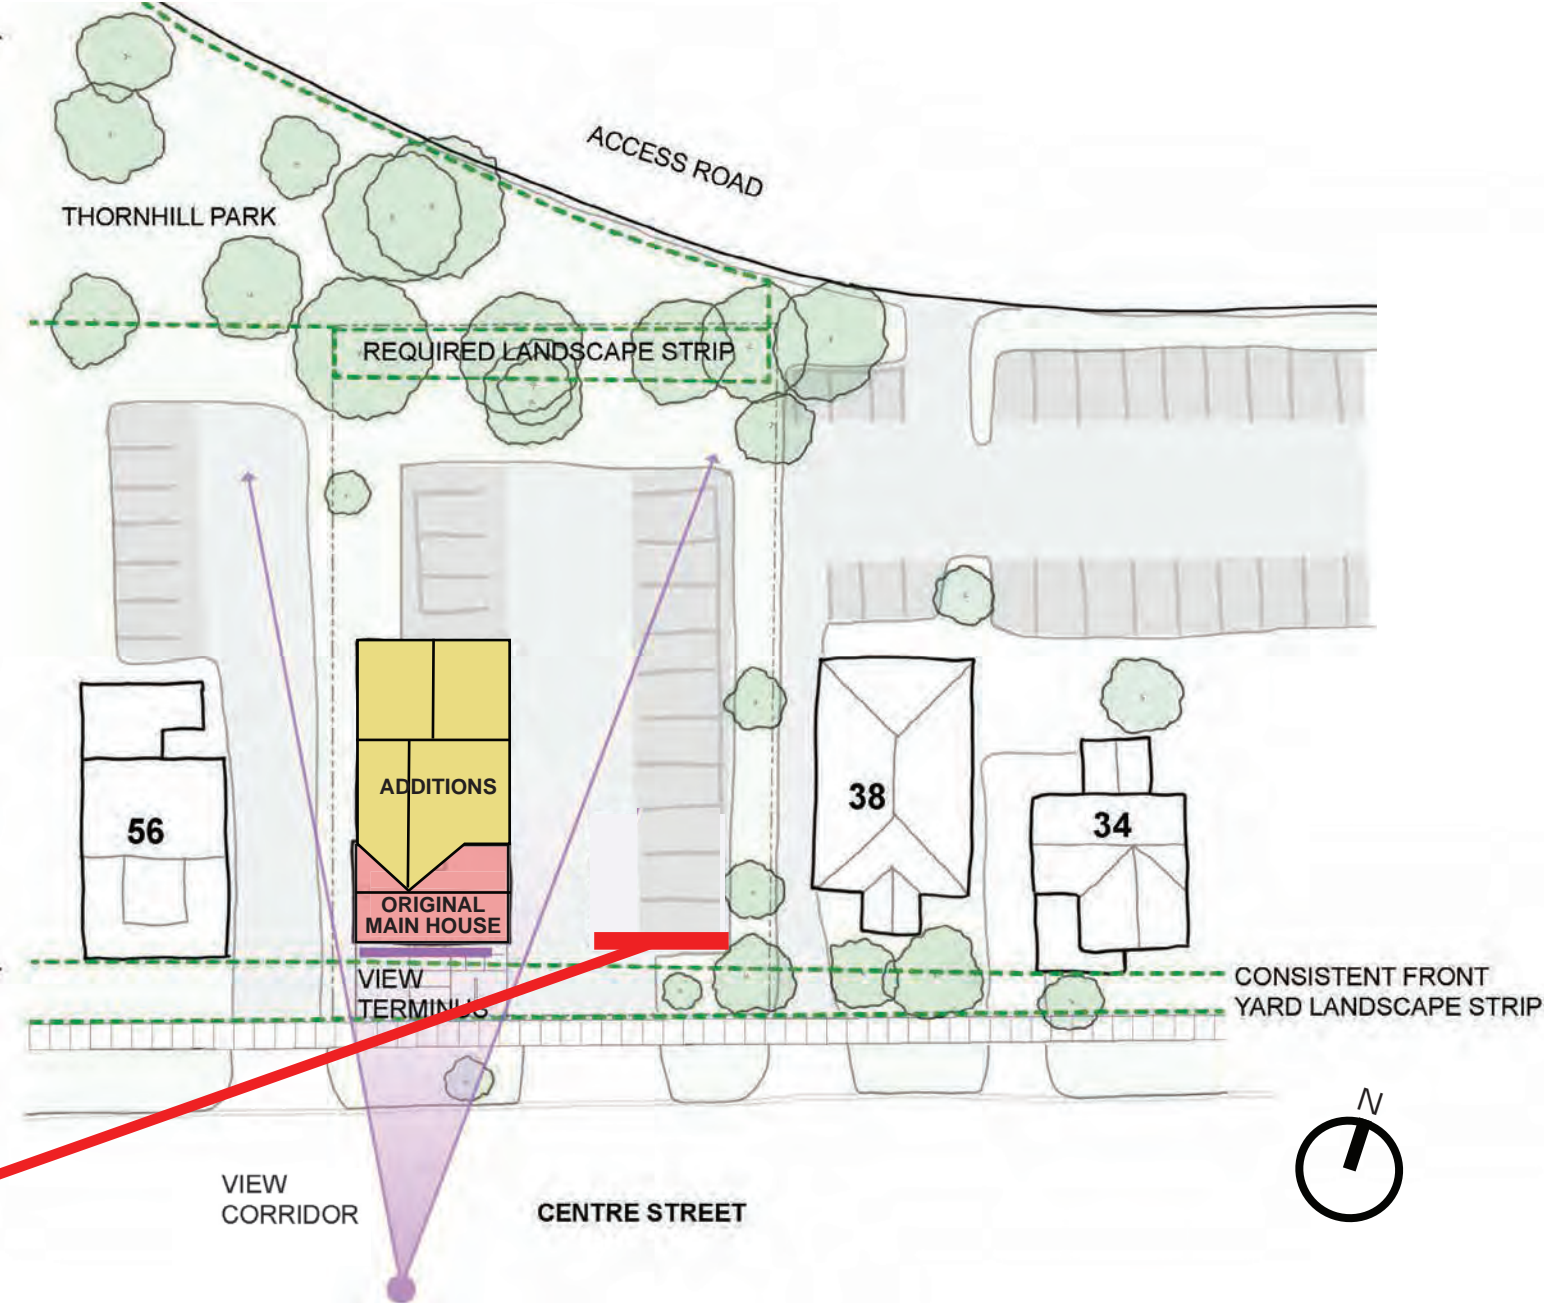 ACCESS ROAD
THORNHILL PARK
REQUIRED LANDSCAPE STRIP
ADDITIONS
56
38
34
ORIGINAL
MAIN HOUSE
VIEW
TERMINUS
CONSISTENT FRONT
YARD LANDSCAPE STRIP
N
VIEW
CORRIDOR
CENTRE STREET